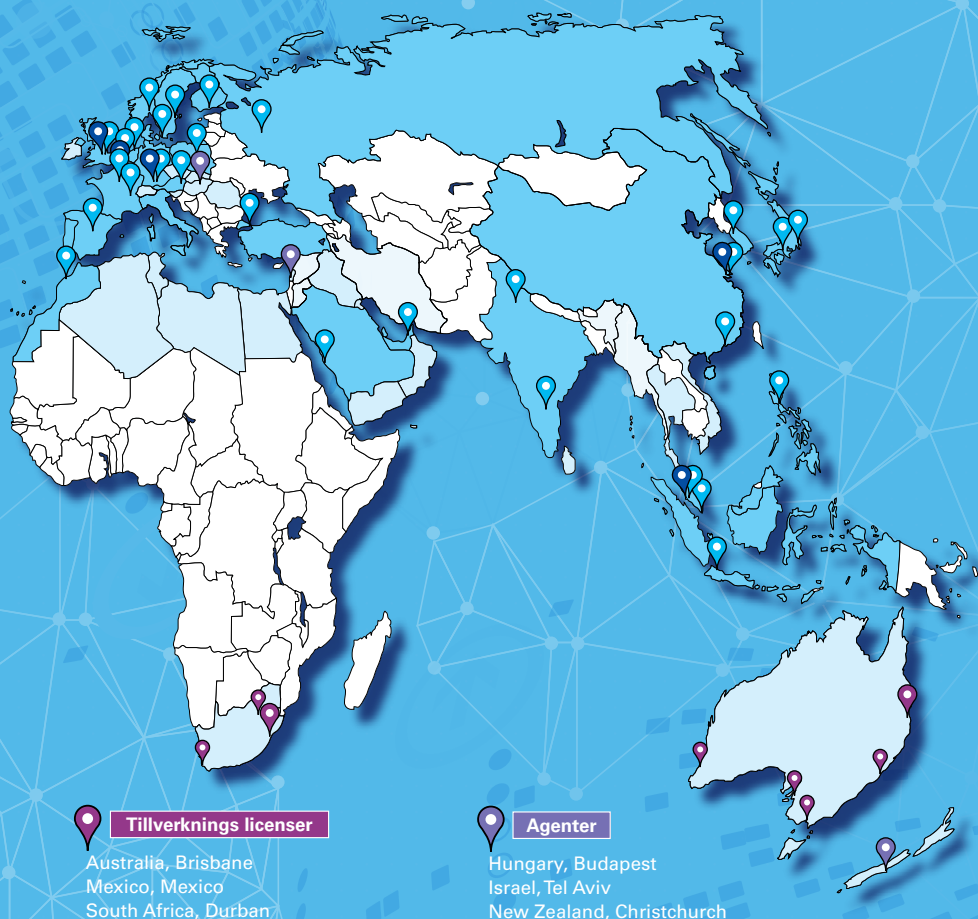 Tillverknings licenser
Australia, Brisbane
Mexico, Mexico
South Africa, Durban
Agenter
Hungary, Budapest
Israel, Tel Aviv
New Zealand, Christchurch